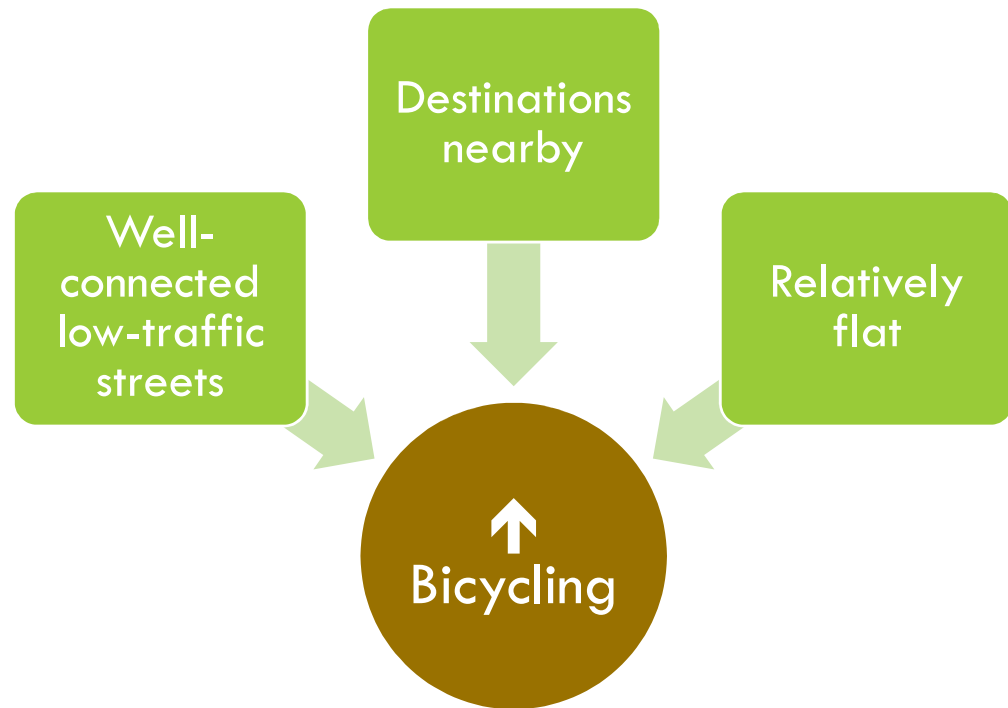 Destinations
nearby
Well-
connected
low-traffic
streets
Relatively
flat
↑
Bicycling